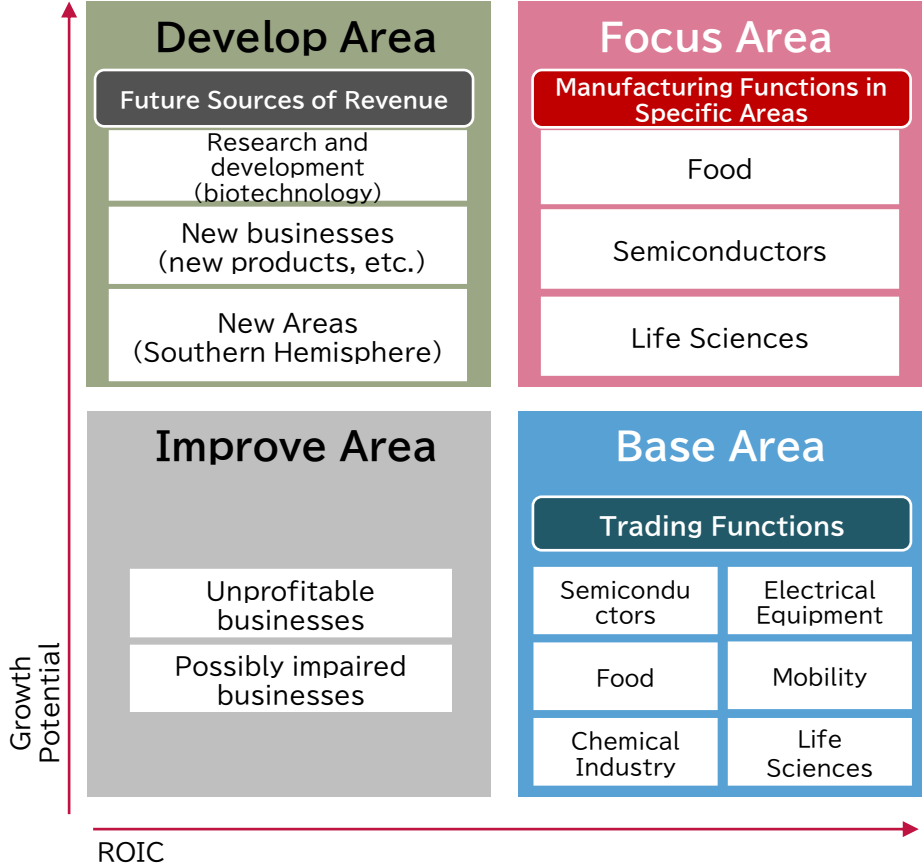 Develop Area
Future Sources of Revenue
Research and
development
(biotechnology)
New businesses
(new products, etc.)
New Areas
(Southern Hemisphere)
Focus Area
Manufacturing Functions in
Specific Areas
Food
Semiconductors
Life Sciences
Improve Area
Unprofitable
businesses
Possibly impaired
businesses
Base Area
Trading Functions
Semicondu
ctors
Electrical
Equipment
Food
Mobility
Chemical
Industry
Life
Sciences
Growth
Potential
ROIC